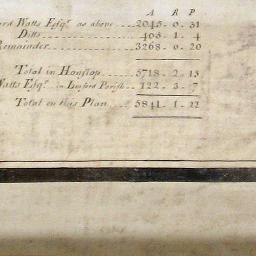 A R P
Watts Esqr. as above 2045 . 0 . 31
Ditto 405 . 1 . 4
Remainder 3268 . 0 . 20
Total in Hanslop 5718 . 2 . 15
Watts Esqr. in Linford Parish 122 . 3 . 7
Total on this Plan 5841 . 1 . 22